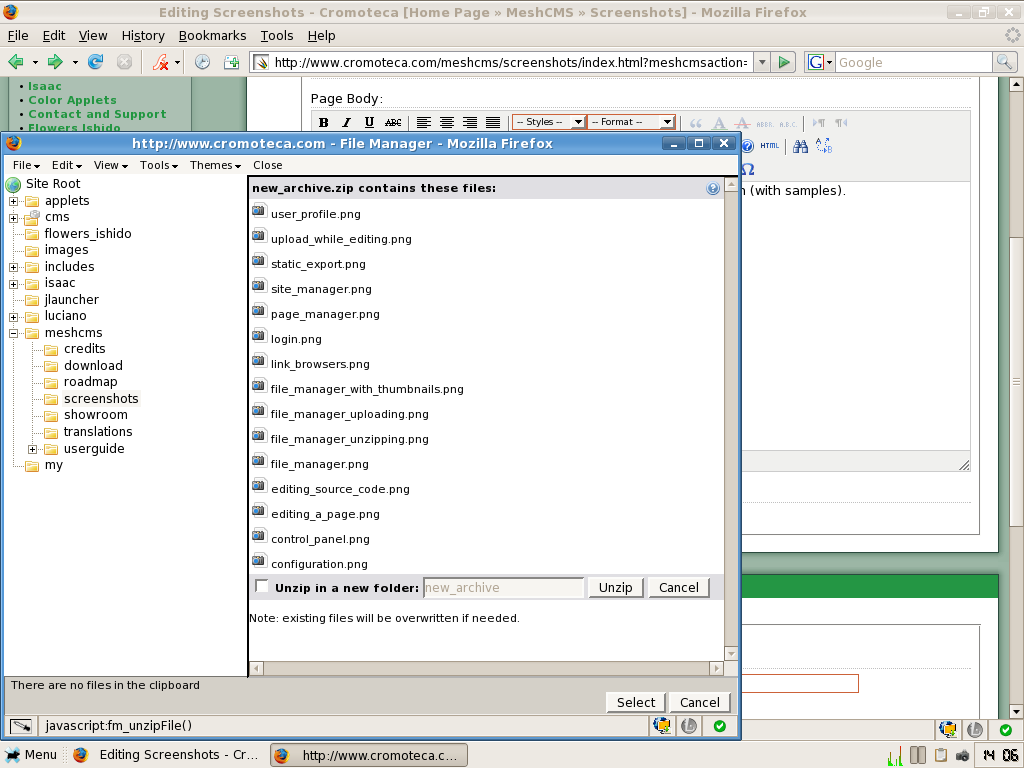 Editing Screenshots - Cromoteca [Home Page » MeshCMS » Screenshots] - Mozilla Firefox
File Edit View History Bookmarks Tools Help
http://www.cromoteca.com/meshcms/screenshots/index.html?meshcmsaction=
G Google
• Isaac
• Color Applets
• Contact and Support
• Flowers Ishido
Page Body:
B I U ABC -- Styles -- -- Format -- A A ABBR. A.B.C.
HTML
Ω
n (with samples).
http://www.cromoteca.com - File Manager - Mozilla Firefox
File Edit View Tools Themes Close
Site Root
applets
cms
flowers_ishido
images
includes
isaac
jlauncher
luciano
meshcms
credits
download
roadmap
screenshots
showroom
translations
userguide
my
new_archive.zip contains these files:
user_profile.png
upload_while_editing.png
static_export.png
site_manager.png
page_manager.png
login.png
link_browsers.png
file_manager_with_thumbnails.png
file_manager_uploading.png
file_manager_unzipping.png
file_manager.png
editing_source_code.png
editing_a_page.png
control_panel.png
configuration.png
Unzip in a new folder: new_archive Unzip Cancel
Note: existing files will be overwritten if needed.
There are no files in the clipboard
Select Cancel
javascript:fm_unzipFile()
Menu Editing Screenshots - Cr... http://www.cromoteca.c... 14 06